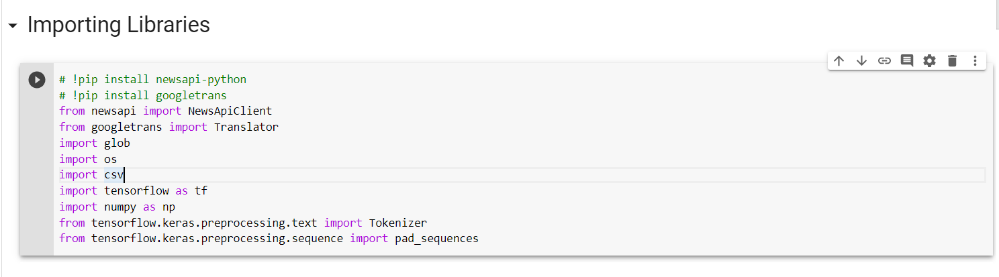 Importing Libraries
# !pip install newsapi-python
# !pip install googletrans
from newsapi import NewsApiClient
from googletrans import Translator
import glob
import os
import csv
import tensorflow as tf
import numpy as np
from tensorflow.keras.preprocessing.text import Tokenizer
from tensorflow.keras.preprocessing.sequence import pad_sequences